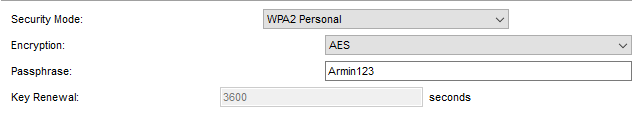 Security Mode: WPA2 Personal
Encryption: AES
Passphrase: Armin123
Key Renewal: 3600 seconds